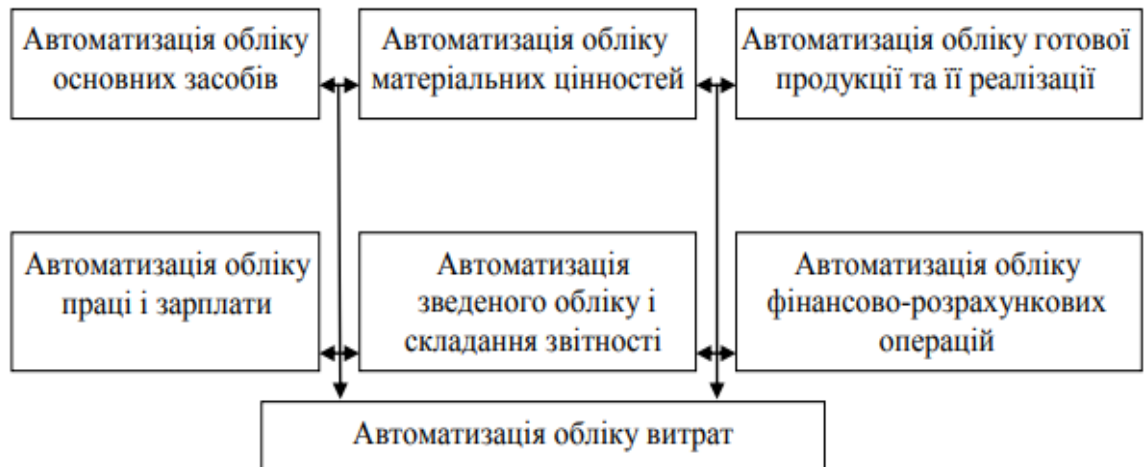 Автоматизація обліку
основних засобів
Автоматизація обліку
матеріальних цінностей
Автоматизація обліку готової
продукції та її реалізації
Автоматизація обліку
праці і зарплати
Автоматизація
зведеного обліку і
складання звітності
Автоматизація обліку
фінансово-розрахункових
операцій
Автоматизація обліку витрат